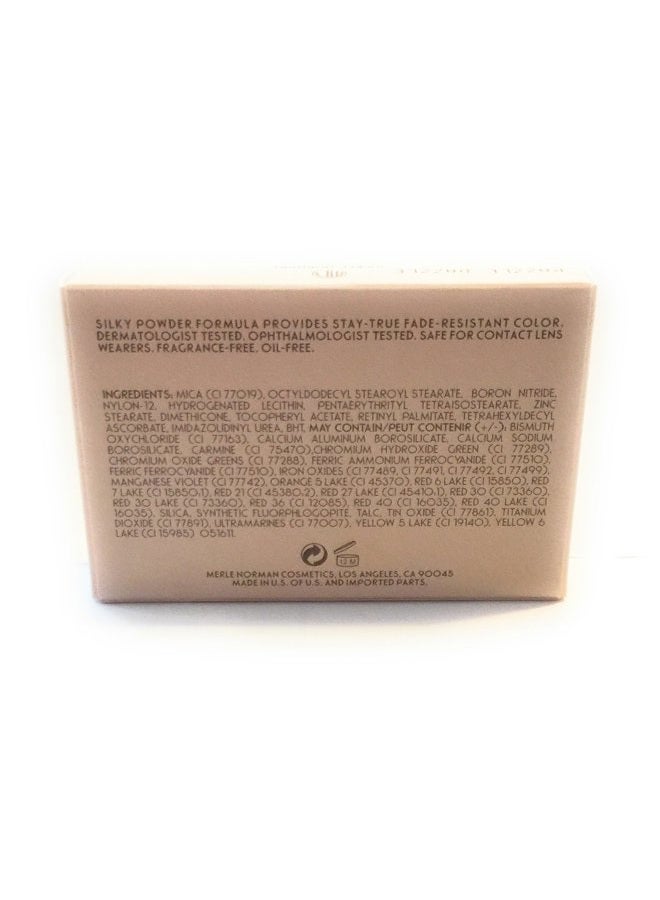 SILKY POWDER FORMULA PROVIDES STAY-TRUE FADE-RESISTANT COLOR.
DERMATOLOGIST TESTED. OPHTHALMOLOGIST TESTED. SAFE FOR CONTACT LENS
WEARERS. FRAGRANCE-FREE. OIL-FREE.
INGREDIENTS: MICA (CI 77019), OCTYLDODECYL STEAROYL STEARATE, BORON NITRIDE,
NYLON-12, HYDROGENATED LECITHIN, PENTAERYTHRITYL TETRAISOSTEARATE, ZINC
STEARATE, DIMETHICONE, TOCOPHERYL ACETATE, RETINYL PALMITATE, TETRAHEXYLDECYL
ASCORBATE, IMIDAZOLIDINYL UREA, BHT. MAY CONTAIN/PEUT CONTENIR (+/-): BISMUTH
OXYCHLORIDE (CI 77163), CALCIUM ALUMINUM BOROSILICATE, CALCIUM SODIUM
BOROSILICATE, CARMINE (CI 75470),CHROMIUM HYDROXIDE GREEN (CI 77289),
CHROMIUM OXIDE GREENS (CI 77288), FERRIC AMMONIUM FERROCYANIDE (CI 77510),
FERRIC FERROCYANIDE (CI 77510), IRON OXIDES (CI 77489, CI 77491, CI 77492, CI 77499),
MANGANESE VIOLET (CI 77742), ORANGE 5 LAKE (CI 45370), RED 6 LAKE (CI 15850), RED
7 LAKE (CI 15850:1), RED 21 (CI 45380:2), RED 27 LAKE (CI 45410:1), RED 30 (CI 73360),
RED 30 LAKE (CI 73360), RED 36 (CI 12085), RED 40 (CI 16035), RED 40 LAKE (CI
16035), SILICA, SYNTHETIC FLUORPHLOGOPITE, TALC, TIN OXIDE (CI 77861), TITANIUM
DIOXIDE (CI 77891), ULTRAMARINES (CI 77007), YELLOW 5 LAKE (CI 19140), YELLOW 6
LAKE (CI 15985) 051611.
12 M
MERLE NORMAN COSMETICS, LOS ANGELES, CA 90045
MADE IN U.S. OF U.S. AND IMPORTED PARTS.